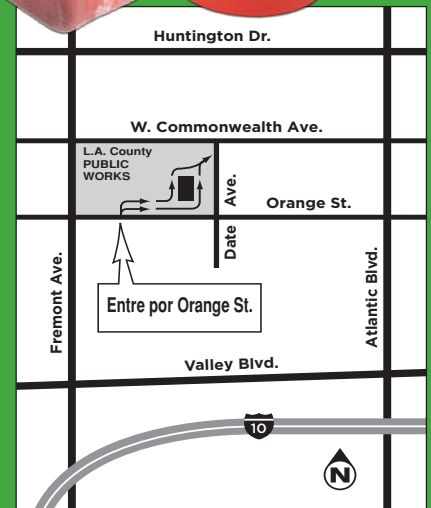 Huntington Dr.
W. Commonwealth Ave.
L.A. County
PUBLIC
WORKS
Date Ave.
Orange St.
Fremont Ave.
Entre por Orange St.
Atlantic Blvd.
Valley Blvd.
10
N